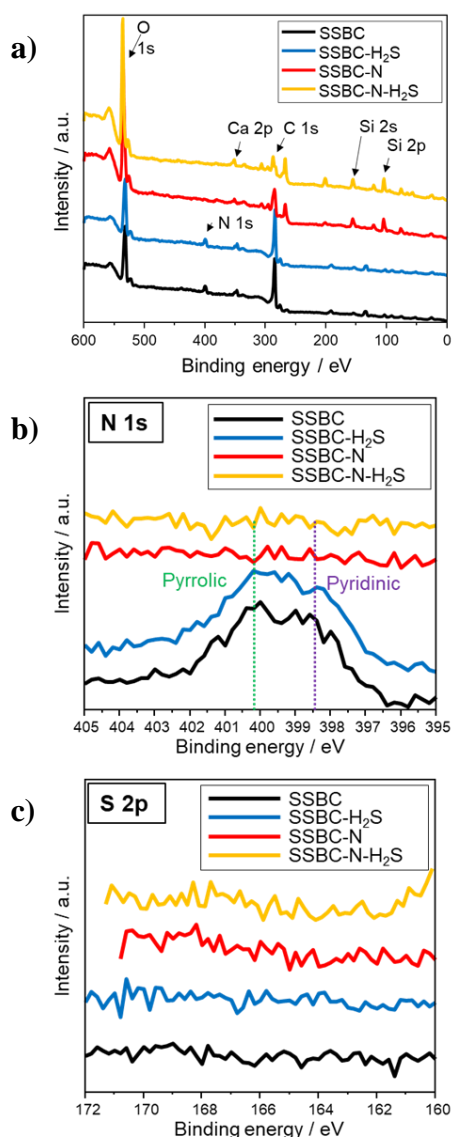 a)
O
1s
SSBC
SSBC-H₂S
SSBC-N
SSBC-N-H₂S
Ca 2p
C 1s
Si 2s
Si 2p
N 1s
Intensity / a.u.
600 500 400 300 200 100 0
Binding energy / eV
b)
N 1s
SSBC
SSBC-H₂S
SSBC-N
SSBC-N-H₂S
Pyrrolic
Pyridinic
Intensity / a.u.
405 404 403 402 401 400 399 398 397 396 395
Binding energy / eV
c)
S 2p
SSBC
SSBC-H₂S
SSBC-N
SSBC-N-H₂S
Intensity / a.u.
172 170 168 166 164 162 160
Binding energy / eV